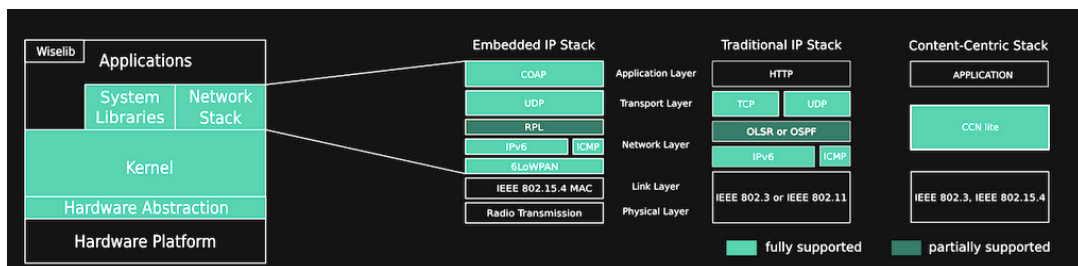 Wiselib
Applications
System
Libraries
Network
Stack
Kernel
Hardware Abstraction
Hardware Platform
Embedded IP Stack
COAP
UDP
RPL
IPv6
ICMP
6LoWPAN
IEEE 802.15.4 MAC
Radio Transmission
Application Layer
Transport Layer
Network Layer
Link Layer
Physical Layer
Traditional IP Stack
HTTP
TCP
UDP
OLSR or OSPF
IPv6
ICMP
IEEE 802.3 or IEEE 802.11
Content-Centric Stack
APPLICATION
CCN lite
IEEE 802.3, IEEE 802.15.4
fully supported
partially supported